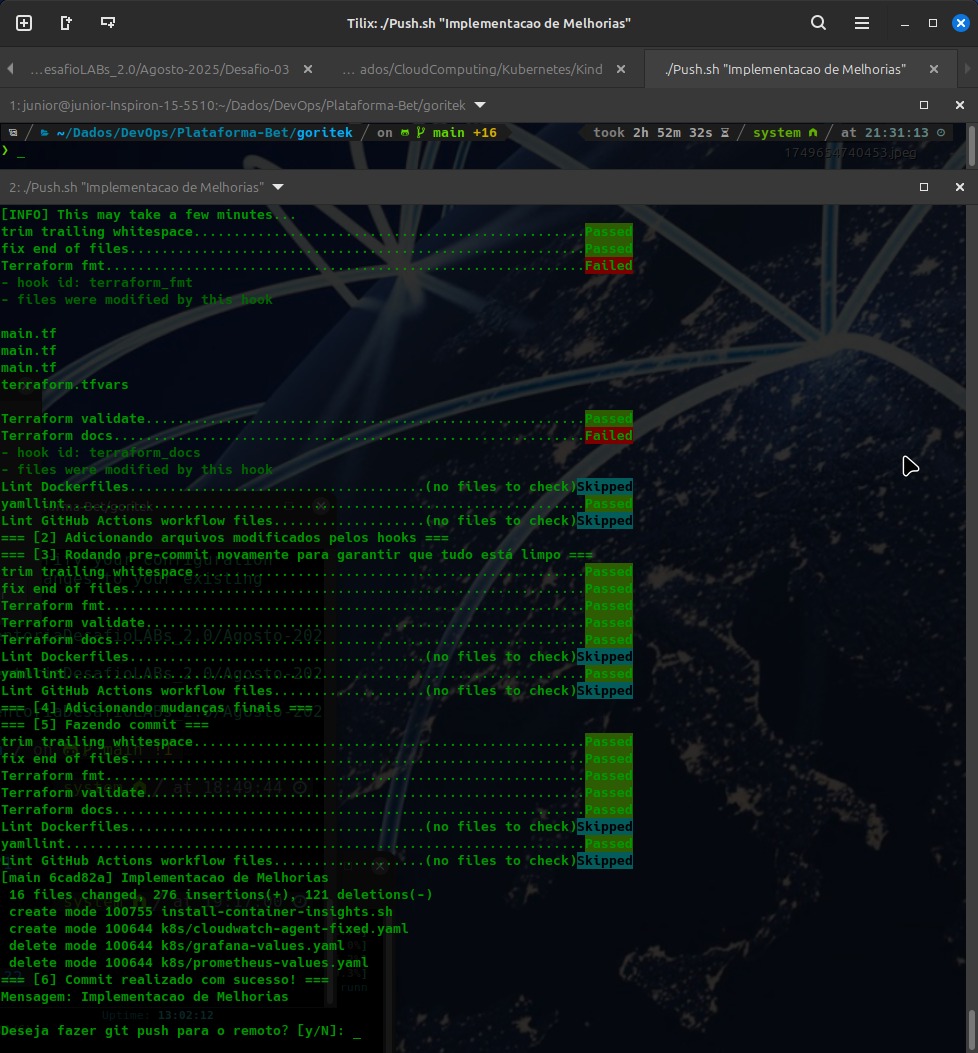 Tilix: ./Push.sh "Implementacao de Melhorias"
...esafioLABs_2.0/Agosto-2025/Desafio-03
... ados/CloudComputing/Kubernetes/Kind
./Push.sh "Implementacao de Melhorias"
1: junior@junior-Inspiron-15-5510:~/Dados/DevOps/Plataforma-Bet/goritek
~/Dados/DevOps/Plataforma-Bet/goritek on main +16 took 2h 52m 32s system at 21:31:13
❯ _
1749654740453.jpeg
2: ./Push.sh "Implementacao de Melhorias"
[INFO] This may take a few minutes...
trim trailing whitespace.................................................Passed
fix end of files.........................................................Passed
Terraform fmt............................................................Failed
- hook id: terraform_fmt
- files were modified by this hook
main.tf
main.tf
main.tf
terraform.tfvars
Terraform validate.......................................................Passed
Terraform docs...........................................................Failed
- hook id: terraform_docs
- files were modified by this hook
Lint Dockerfiles.....................................(no files to check)Skipped
yamllint.................................................................Passed
Lint GitHub Actions workflow files...................(no files to check)Skipped
=== [2] Adicionando arquivos modificados pelos hooks ===
=== [3] Rodando pre-commit novamente para garantir que tudo está limpo ===
trim trailing whitespace.................................................Passed
fix end of files.........................................................Passed
Terraform fmt............................................................Passed
Terraform validate.......................................................Passed
Terraform docs...........................................................Passed
Lint Dockerfiles.....................................(no files to check)Skipped
yamllint.................................................................Passed
Lint GitHub Actions workflow files...................(no files to check)Skipped
=== [4] Adicionando mudanças finais ===
=== [5] Fazendo commit ===
trim trailing whitespace.................................................Passed
fix end of files.........................................................Passed
Terraform fmt............................................................Passed
Terraform validate.......................................................Passed
Terraform docs...........................................................Passed
Lint Dockerfiles.....................................(no files to check)Skipped
yamllint.................................................................Passed
Lint GitHub Actions workflow files...................(no files to check)Skipped
[main 6cad82a] Implementacao de Melhorias
16 files changed, 276 insertions(+), 121 deletions(-)
create mode 100755 install-container-insights.sh
create mode 100644 k8s/cloudwatch-agent-fixed.yaml
delete mode 100644 k8s/grafana-values.yaml
delete mode 100644 k8s/prometheus-values.yaml
=== [6] Commit realizado com sucesso! ===
Mensagem: Implementacao de Melhorias
Uptime: 13:02:12
Deseja fazer git push para o remoto? [y/N]: _